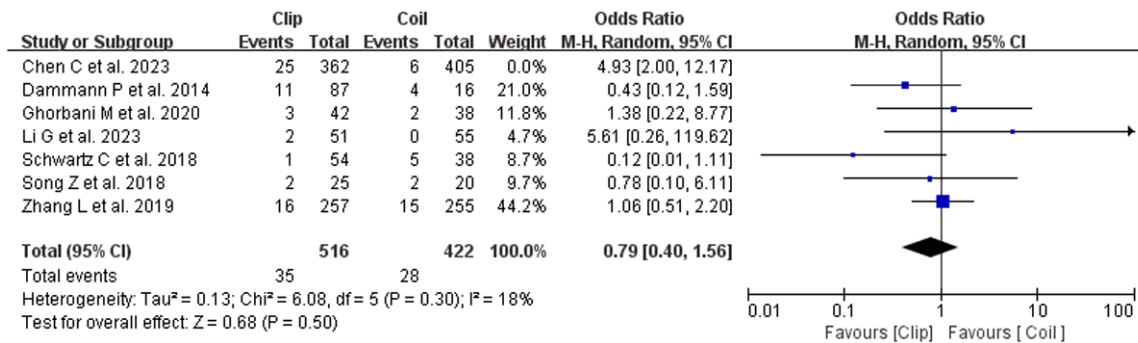 Clip Coil Odds Ratio Odds Ratio
Study or Subgroup Events Total Events Total Weight M-H, Random, 95% CI M-H, Random, 95% CI
Chen C et al. 2023 25 362 6 405 0.0% 4.93 [2.00, 12.17]
Dammann P et al. 2014 11 87 4 16 21.0% 0.43 [0.12, 1.59]
Ghorbani M et al. 2020 3 42 2 38 11.8% 1.38 [0.22, 8.77]
Li G et al. 2023 2 51 0 55 4.7% 5.61 [0.26, 119.62]
Schwartz C et al. 2018 1 54 5 38 8.7% 0.12 [0.01, 1.11]
Song Z et al. 2018 2 25 2 20 9.7% 0.78 [0.10, 6.11]
Zhang L et al. 2019 16 257 15 255 44.2% 1.06 [0.51, 2.20]
Total (95% CI) 516 422 100.0% 0.79 [0.40, 1.56]
Total events 35 28
Heterogeneity: Tau² = 0.13; Chi² = 6.08, df = 5 (P = 0.30); I² = 18%
Test for overall effect: Z = 0.68 (P = 0.50)
0.01 0.1 1 10 100
Favours [Clip] Favours [ Coil]